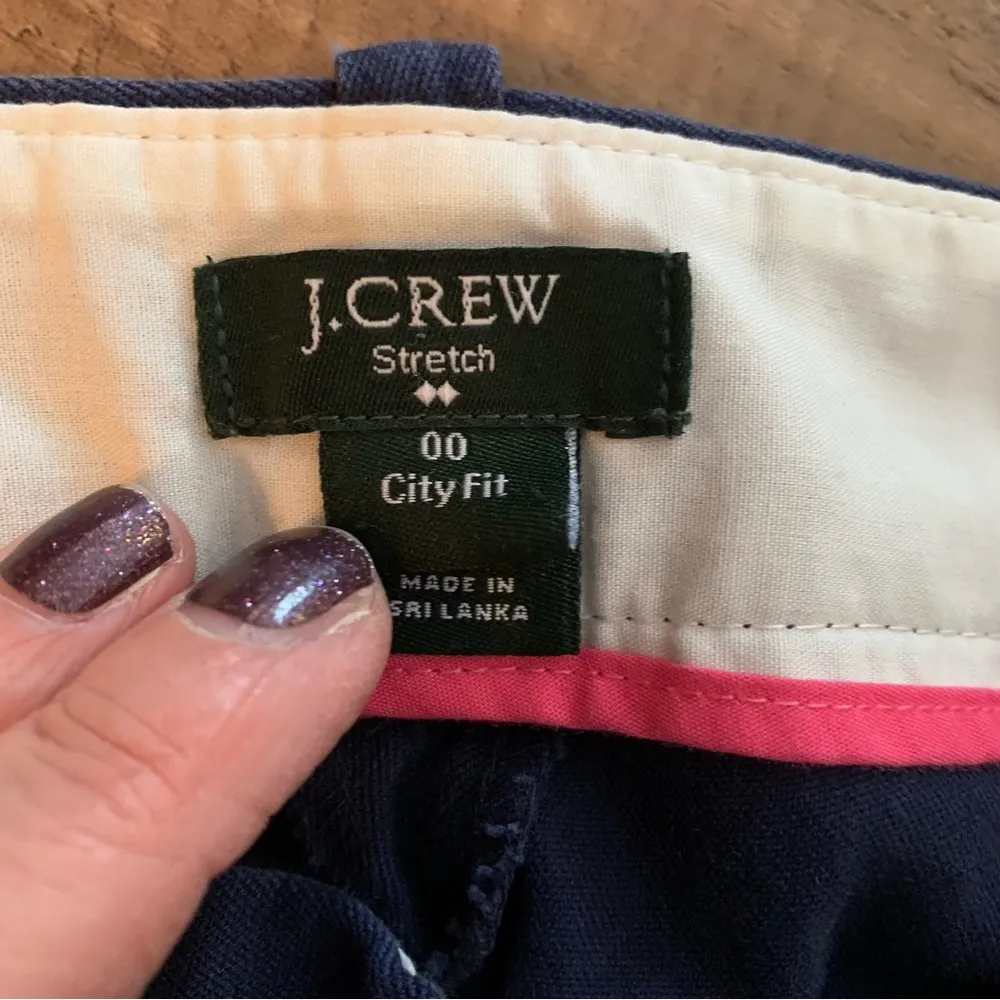 J.CREW
Stretch
00
City Fit
MADE IN
SRI LANKA